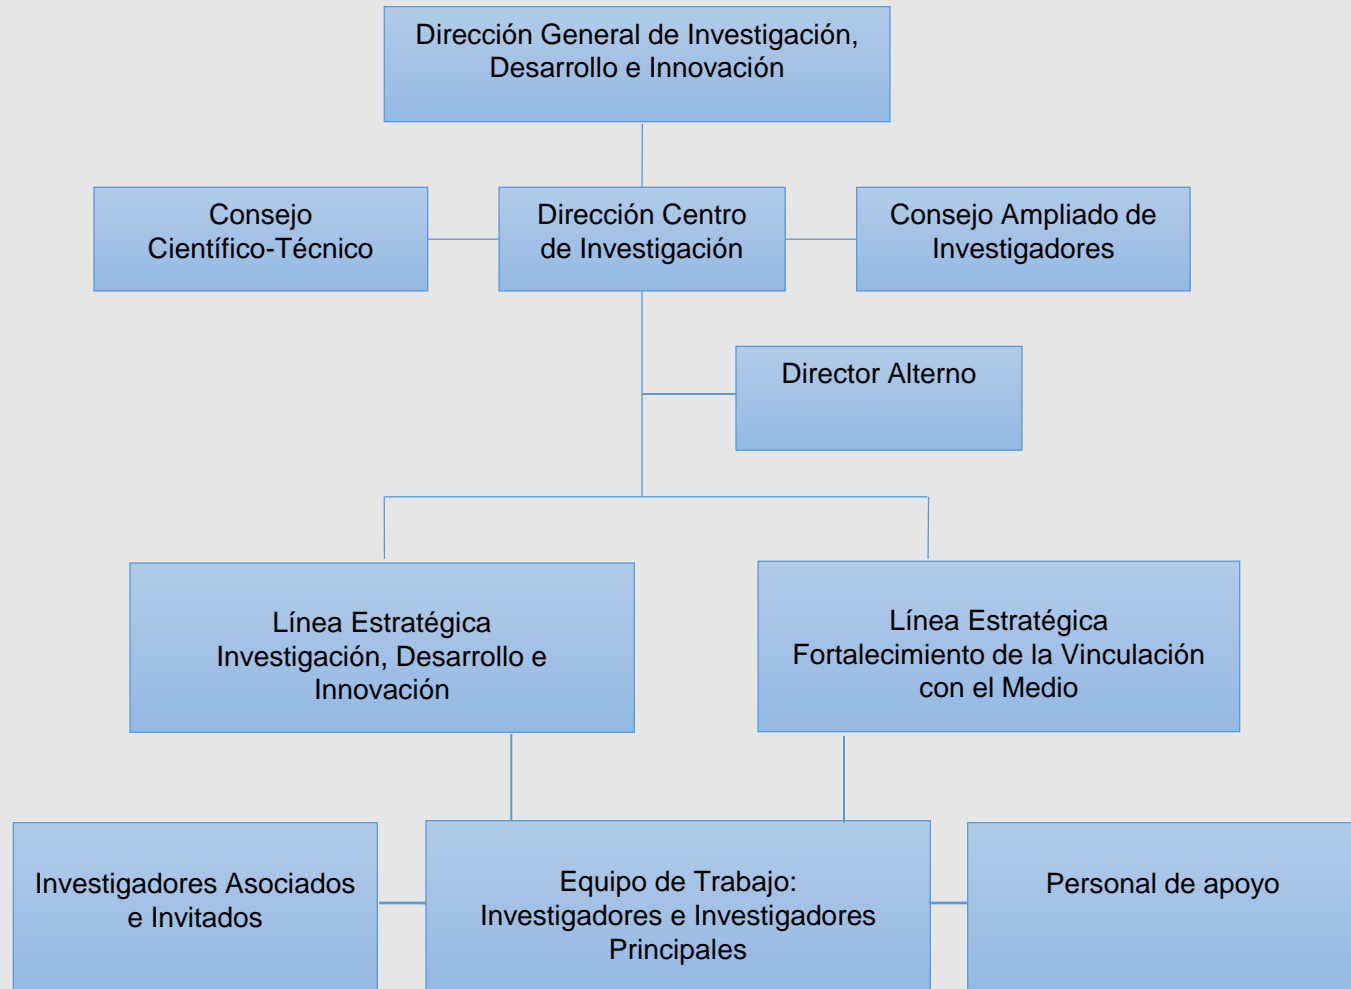 Dirección General de Investigación,
Desarrollo e Innovación
Consejo
Científico-Técnico
Dirección Centro
de Investigación
Consejo Ampliado de
Investigadores
Director Alterno
Línea Estratégica
Investigación, Desarrollo e
Innovación
Línea Estratégica
Fortalecimiento de la Vinculación
con el Medio
Investigadores Asociados
e Invitados
Equipo de Trabajo:
Investigadores e Investigadores
Principales
Personal de apoyo